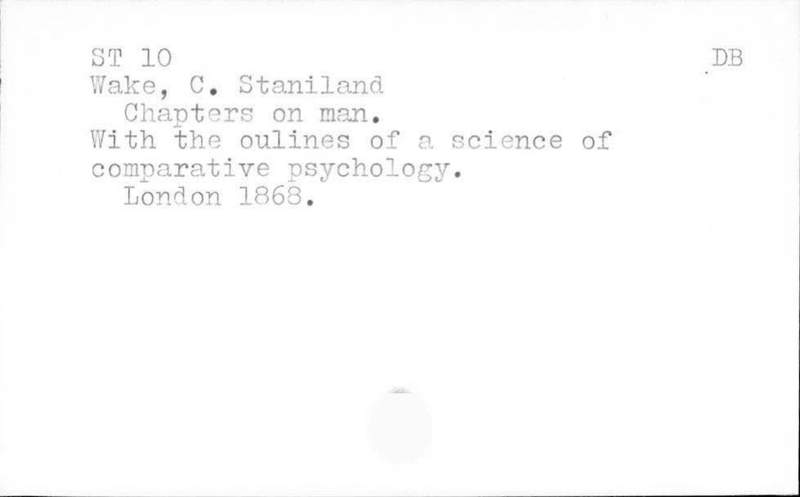 ST 10 DB
Wake, C. Staniland
Chapters on man.
With the oulines of a science of
comparative psychology.
London 1868.